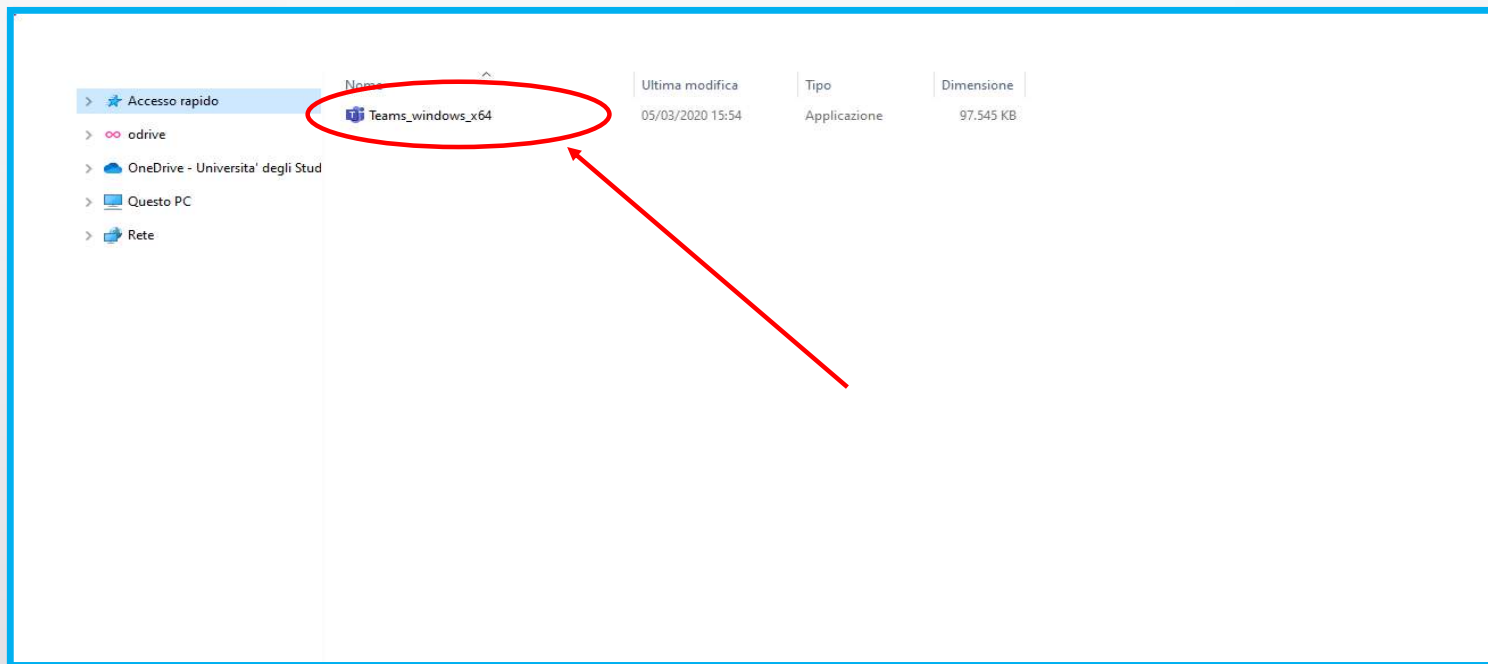 Nome Ultima modifica Tipo Dimensione
Accesso rapido
Teams_windows_x64 05/03/2020 15:54 Applicazione 97.545 KB
odrive
OneDrive - Universita' degli Stud
Questo PC
Rete